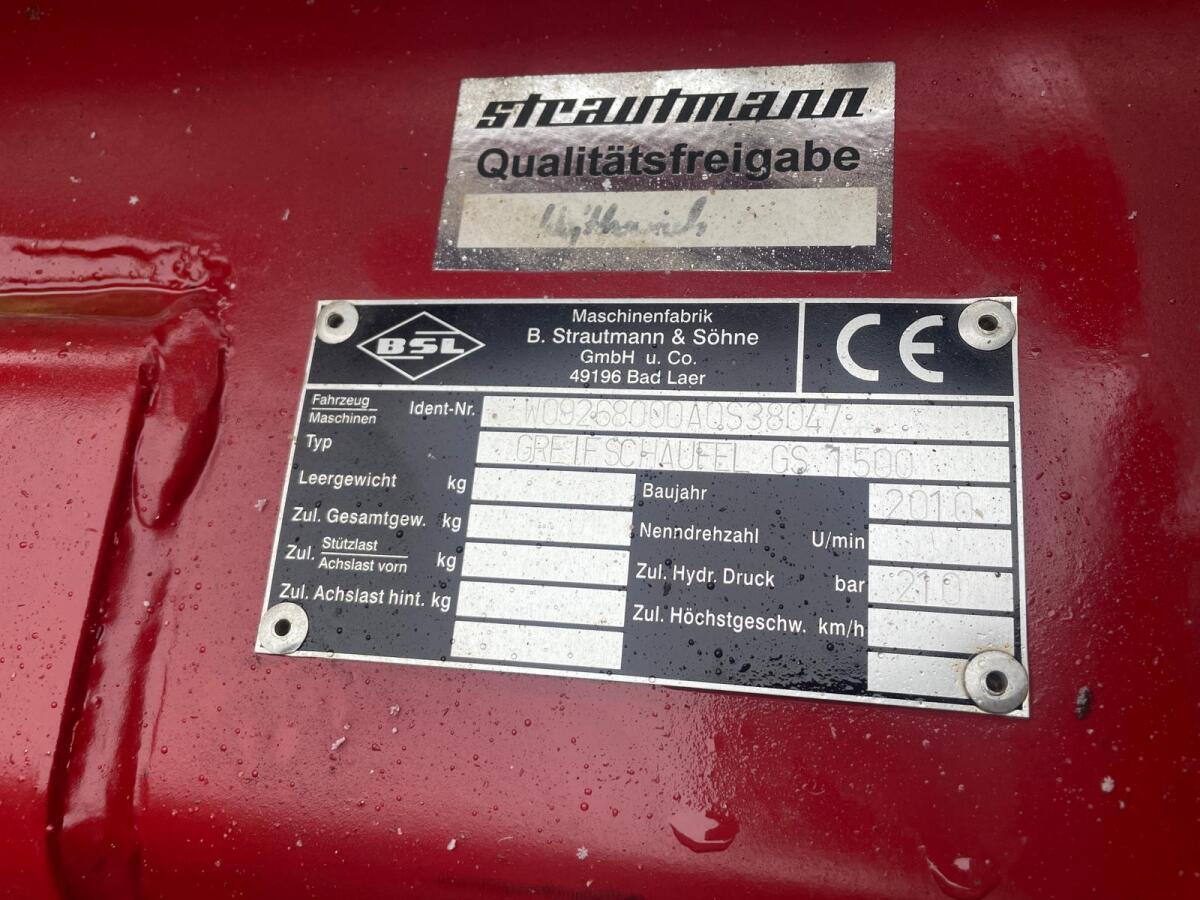 strautmann
Qualitätsfreigabe
BSL
Maschinenfabrik
B. Strautmann & Söhne
GmbH u. Co.
49196 Bad Laer
CE
Fahrzeug
Maschinen
Ident-Nr.
W09268000AQS38047
Typ
GREIFSCHAUFEL GS 1500
Leergewicht kg
Zul. Gesamtgew. kg
Zul. Stützlast
Achslast vorn kg
Zul. Achslast hint. kg
Baujahr 2010
Nenndrehzahl U/min
Zul. Hydr. Druck bar 210
Zul. Höchstgeschw. km/h